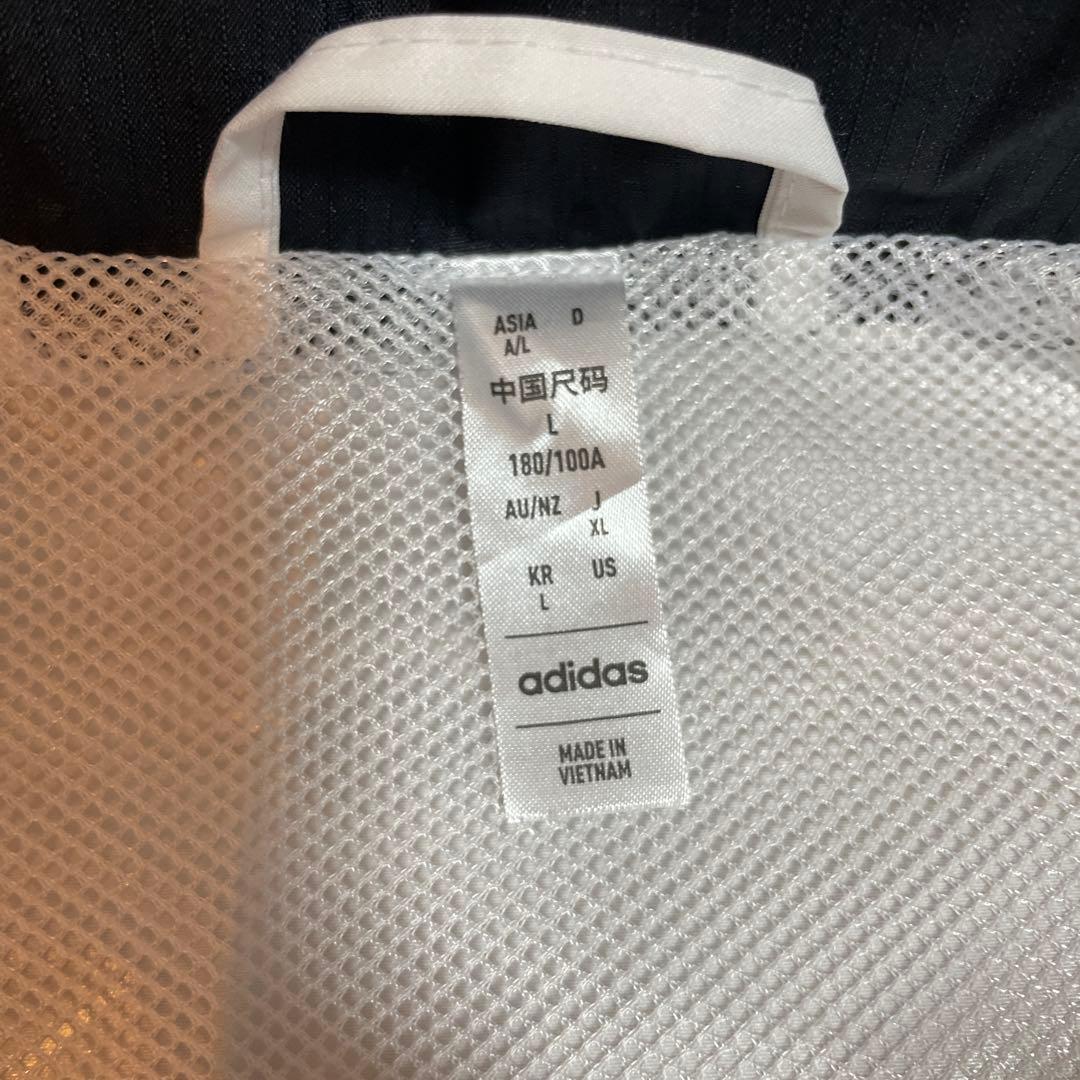 ASIA D
A/L
中国尺码
L
180/100A
AU/NZ J
XL
KR US
L
adidas
MADE IN
VIETNAM